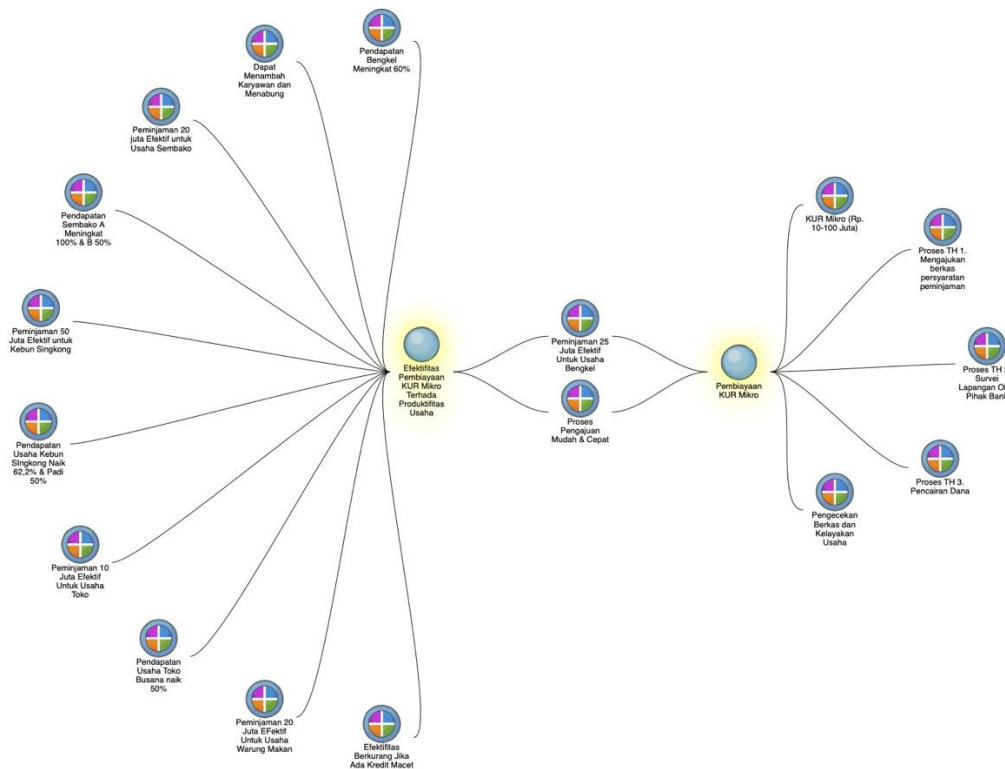 Pendapatan
Bengkel
Meningkat 60%
Dapat
Menambah
Karyawan dan
Menabung
Peminjaman 20
juta Efektif untuk
Usaha Sembako
Pendapatan
Sembako A
Meningkat
100% & B 50%
Peminjaman 50
Juta Efektif untuk
Kebun Singkong
Pendapatan
Usaha Kebun
SIngkong Naik
62,2% & Padi
50%
Peminjaman 10
Juta Efektif
Untuk Usaha
Toko
Pendapatan
Usaha Toko
Busana naik
50%
Peminjaman 20
Juta EFektif
Untuk Usaha
Warung Makan
Efektifitas
Berkurang Jika
Ada Kredit Macet
Efektifitas
Pembiayaan
KUR Mikro
Terhada
Produktifitas
Usaha
Peminjaman 25
Juta Efektif
Untuk Usaha
Bengkel
Proses
Pengajuan
Mudah & Cepat
Pembiayaan
KUR Mikro
KUR Mikro (Rp.
10-100 Juta)
Proses TH 1.
Mengajukan
berkas
persyaratan
peminjaman
Proses TH
Survei
Lapangan
Pihak Bank
Proses TH 3.
Pencairan Dana
Pengecekan
Berkas dan
Kelayakan
Usaha